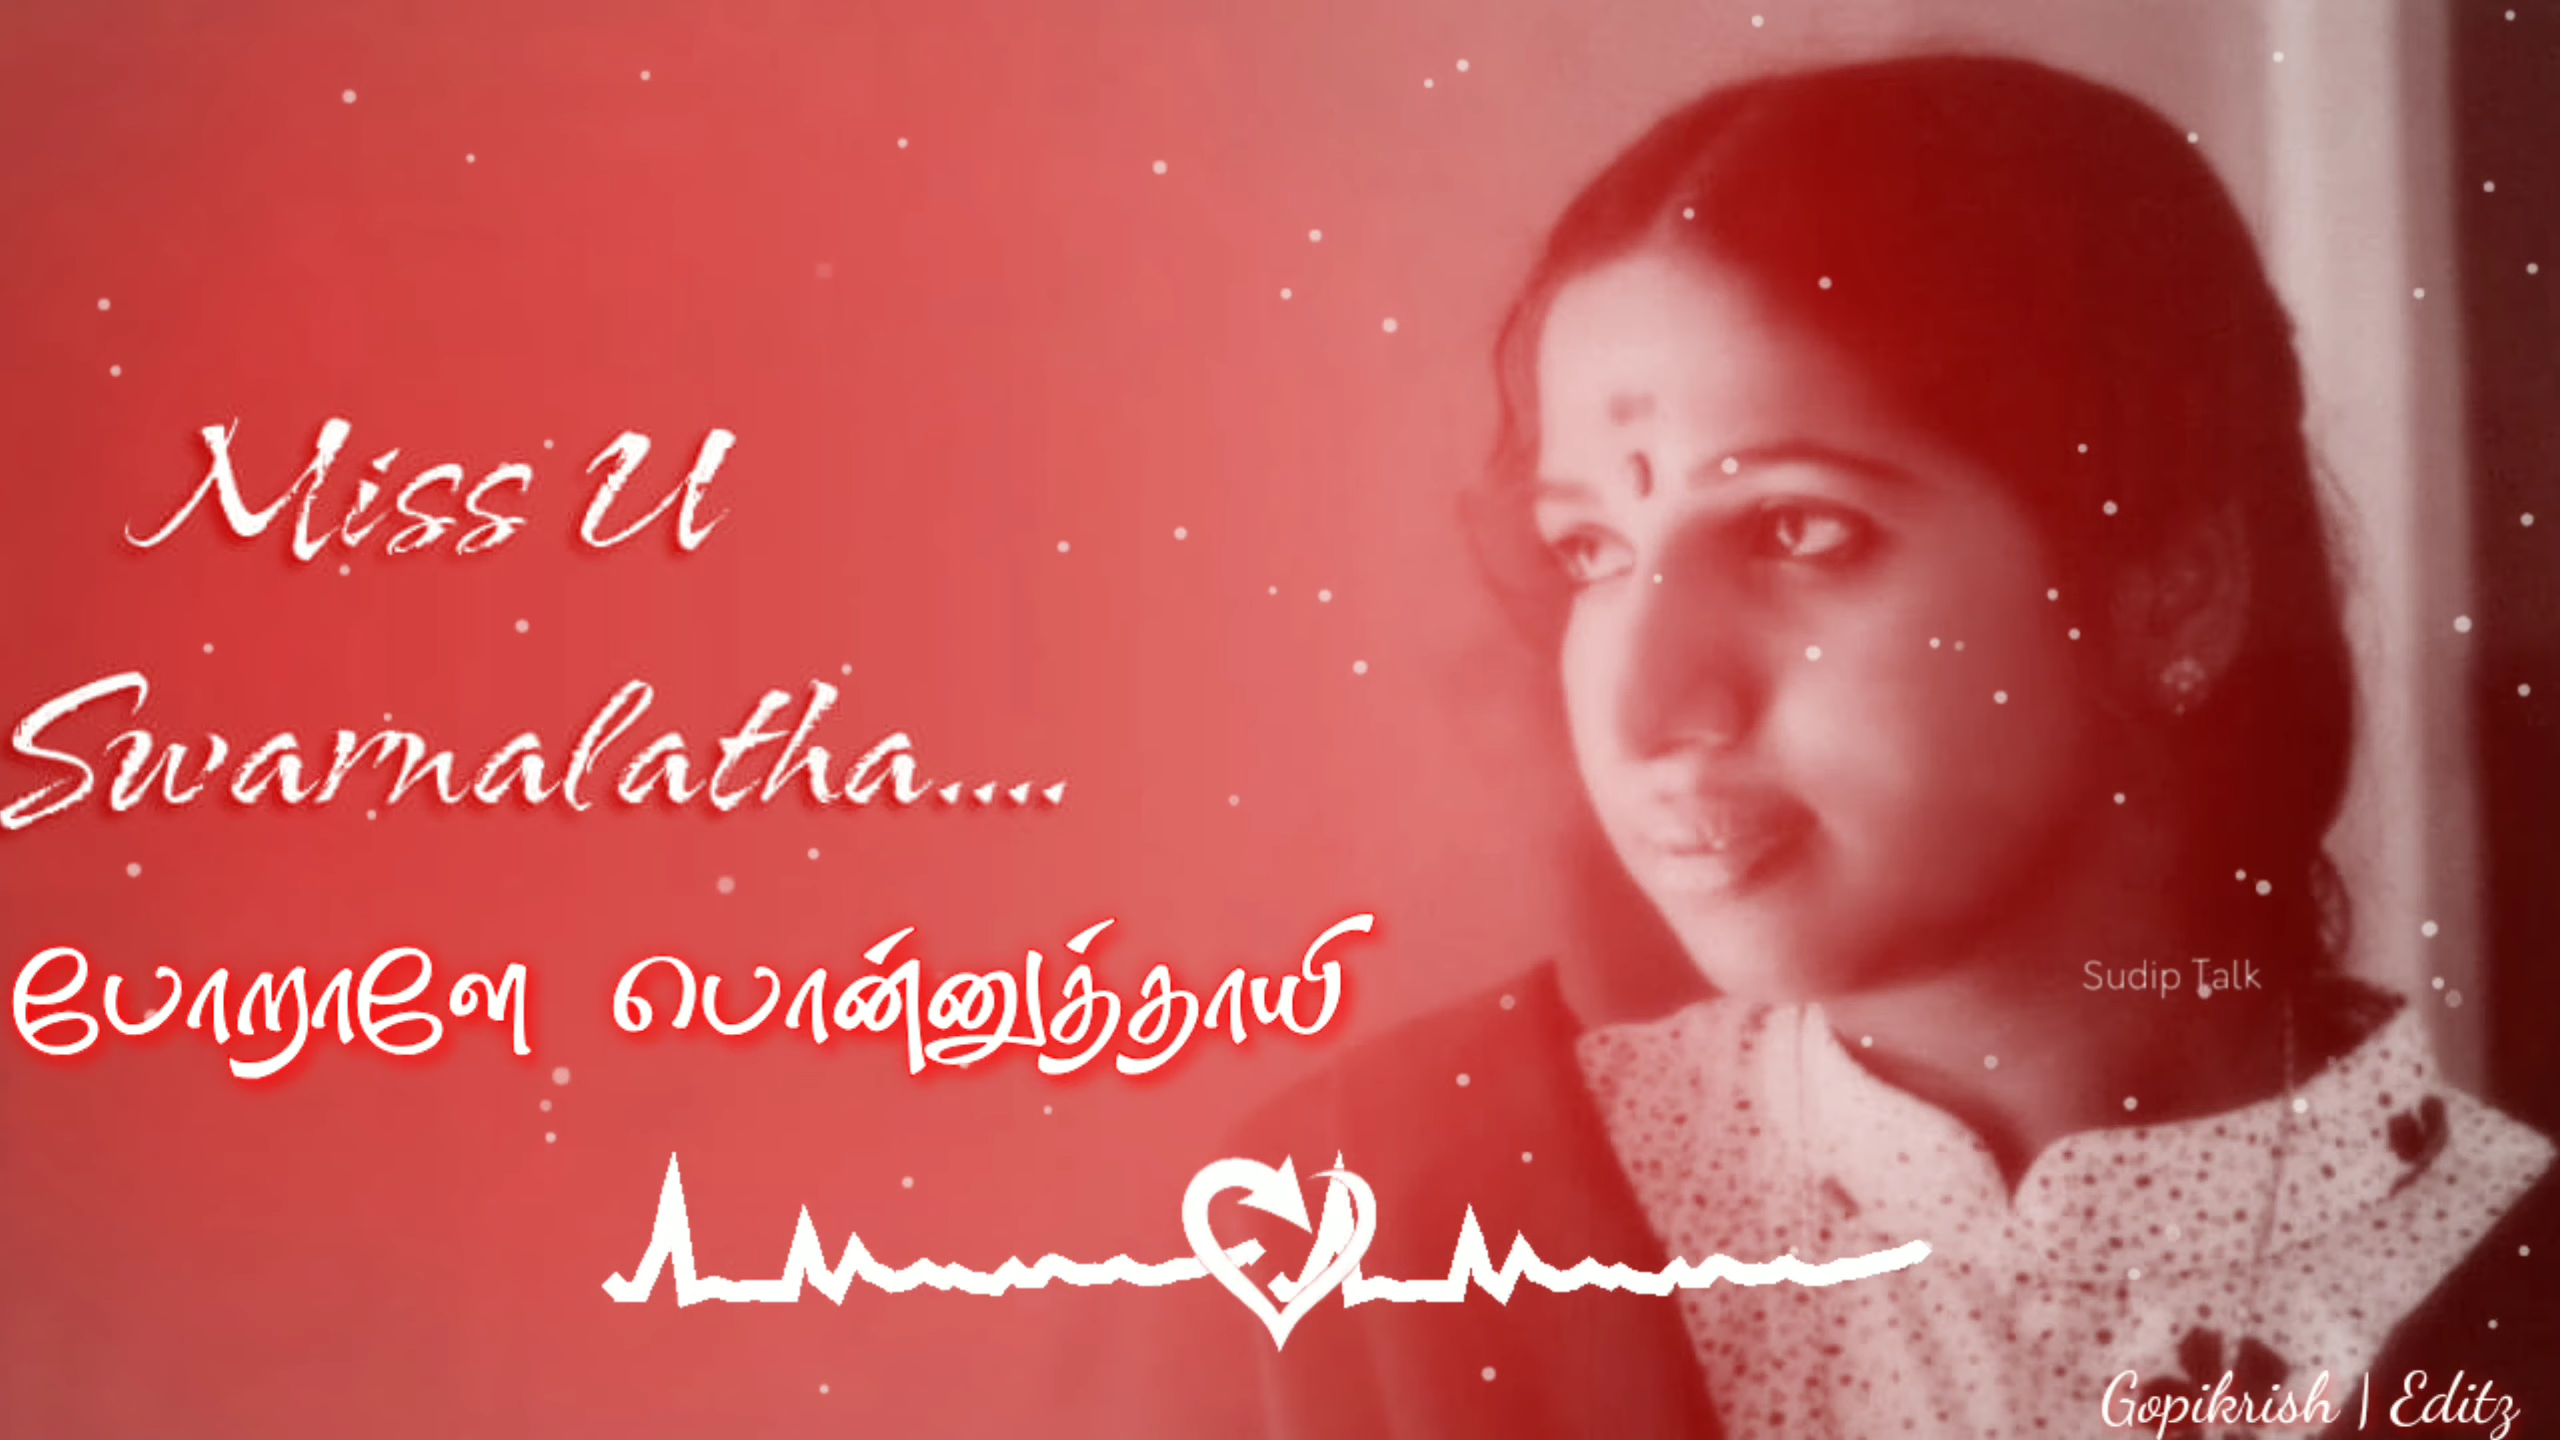 Miss U
Swarnalatha....
போறாளே பொன்னுத்தாயி
Sudip Talk
Gopikrish | Editz